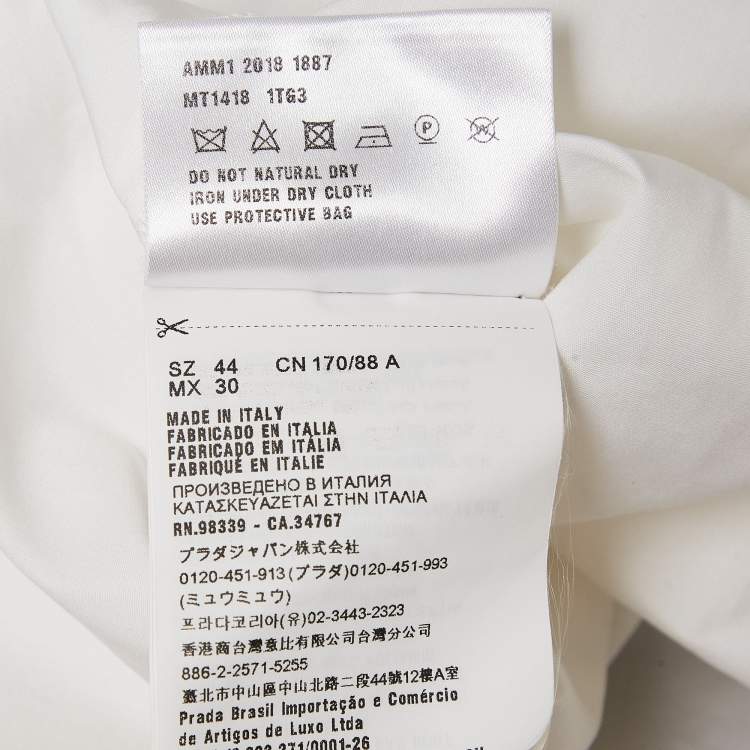 AMM1 2018 1887
MT1418 1TG3
P
W
DO NOT NATURAL DRY
IRON UNDER DRY CLOTH
USE PROTECTIVE BAG
SZ 44 CN 170/88 A
MX 30
MADE IN ITALY
FABRICADO EN ITALIA
FABRICADO EM ITÁLIA
FABRIQUÉ EN ITALIE
ПРОИЗВЕДЕНО В ИТАЛИЯ
ΚΑΤΑΣΚΕΥΑΖΕΤΑΙ ΣΤΗΝ ΙΤΑΛΙΑ
RN.98339 - CA.34767
プラダジャパン株式会社
0120-451-913(プラダ)0120-451-993
(ミュウミュウ)
프라다코리아(유)02-3443-2323
香港商台灣意比有限公司台灣分公司
886-2-2571-5255
臺北市中山區中山北路二段44號12樓A室
Prada Brasil Importação e Comércio
de Artigos de Luxo Ltda
271/0001-26